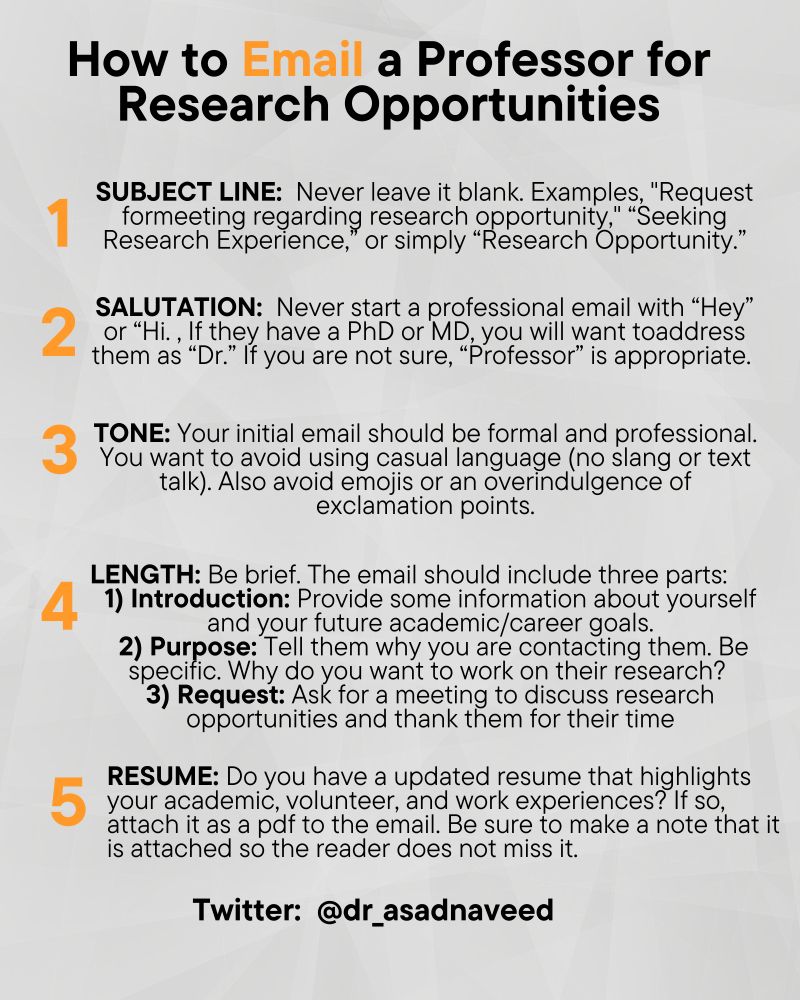 How to Email a Professor for
Research Opportunities
1
SUBJECT LINE:  Never leave it blank. Examples, "Request
formeeting regarding research opportunity," “Seeking
Research Experience,” or simply “Research Opportunity.”
2
SALUTATION:  Never start a professional email with “Hey”
or “Hi. , If they have a PhD or MD, you will want toaddress
them as “Dr.” If you are not sure, “Professor” is appropriate.
3
TONE: Your initial email should be formal and professional.
You want to avoid using casual language (no slang or text
talk). Also avoid emojis or an overindulgence of
exclamation points.
4
LENGTH: Be brief. The email should include three parts:
1) Introduction: Provide some information about yourself
and your future academic/career goals.
2) Purpose: Tell them why you are contacting them. Be
specific. Why do you want to work on their research?
3) Request: Ask for a meeting to discuss research
opportunities and thank them for their time
5
RESUME: Do you have a updated resume that highlights
your academic, volunteer, and work experiences? If so,
attach it as a pdf to the email. Be sure to make a note that it
is attached so the reader does not miss it.
Twitter:  @dr_asadnaveed